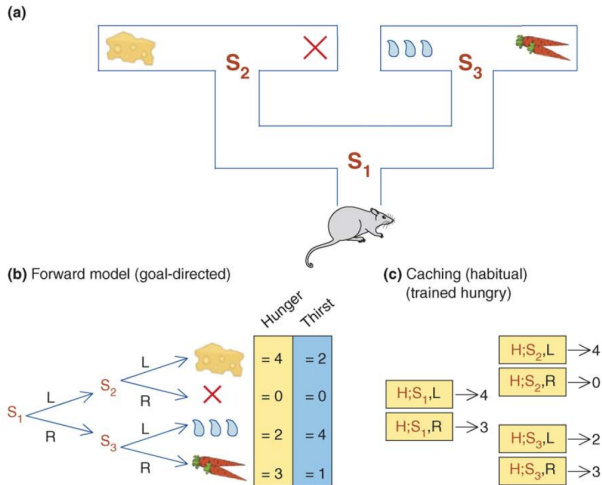 (a)
S2
S3
S1
(b) Forward model (goal-directed)
Hunger
Thirst
S1
L
R
S2
L
R
S3
L
R
= 4 = 2
= 0 = 0
= 2 = 4
= 3 = 1
(c) Caching (habitual)
(trained hungry)
H;S1,L 4
H;S1,R 3
H;S2,L 4
H;S2,R 0
H;S3,L 2
H;S3,R 3